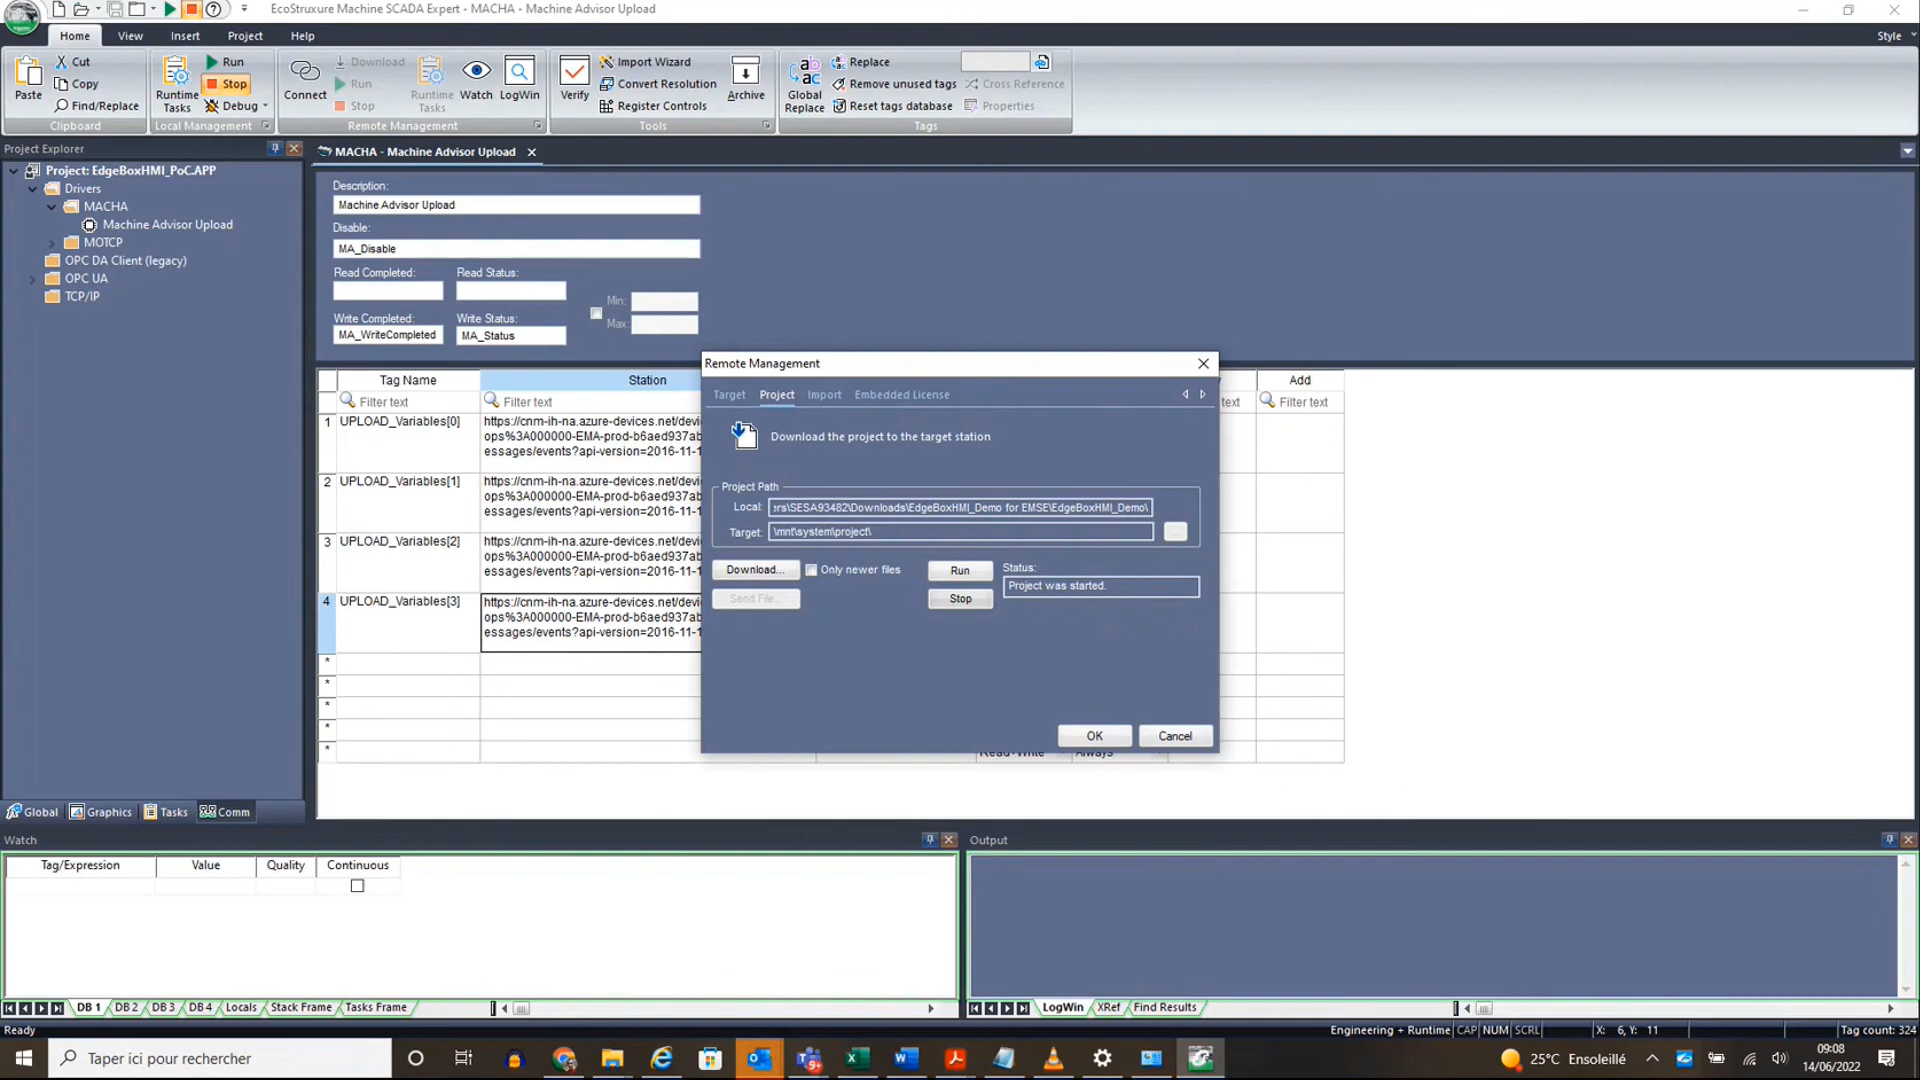 EcoStruxure Machine SCADA Expert - MACHA - Machine Advisor Upload
Home View Insert Project Help Style
Paste Cut Copy Find/Replace Clipboard
Runtime Tasks Run Stop Debug Local Management
Connect Download Run Stop Runtime Tasks Watch LogWin Remote Management
Verify Import Wizard Convert Resolution Register Controls Archive Tools
Global Replace Replace Remove unused tags Reset tags database Cross Reference Properties Tags
Project Explorer
Project: EdgeBoxHMI_PoC.APP
Drivers
MACHA
Machine Advisor Upload
MOTCP
OPC DA Client (legacy)
OPC UA
TCP/IP
Global Graphics Tasks Comm
MACHA - Machine Advisor Upload
Description:
Machine Advisor Upload
Disable:
MA_Disable
Read Completed: Read Status:
Min:
Max:
Write Completed: Write Status:
MA_WriteCompleted MA_Status
Tag Name Station Add
Filter text Filter text text Filter text
1 UPLOAD_Variables[0] https://cnm-ih-na.azure-devices.net/devi
ops%3A000000-EMA-prod-b6aed937ab
essages/events?api-version=2016-11-1
2 UPLOAD_Variables[1] https://cnm-ih-na.azure-devices.net/devi
ops%3A000000-EMA-prod-b6aed937ab
essages/events?api-version=2016-11-1
3 UPLOAD_Variables[2] https://cnm-ih-na.azure-devices.net/devi
ops%3A000000-EMA-prod-b6aed937ab
essages/events?api-version=2016-11-1
4 UPLOAD_Variables[3] https://cnm-ih-na.azure-devices.net/devi
ops%3A000000-EMA-prod-b6aed937ab
essages/events?api-version=2016-11-1
*
*
*
*
* Read+Write Always
Remote Management
Target Project Import Embedded License
Download the project to the target station
Project Path
Local: rs\SESA93482\Downloads\EdgeBoxHMI_Demo for EMSE\EdgeBoxHMI_Demo\
Target: \mnt\system\project\
Download... Only newer files Run Status:
Project was started.
Send File... Stop
OK Cancel
Watch
Tag/Expression Value Quality Continuous
DB 1 DB 2 DB 3 DB 4 Locals Stack Frame Tasks Frame
Output
LogWin XRef Find Results
Ready Engineering + Runtime CAP NUM SCRL X: 6, Y: 11 Tag count: 324
Taper ici pour rechercher
9+
25°C Ensoleillé
09:08
14/06/2022